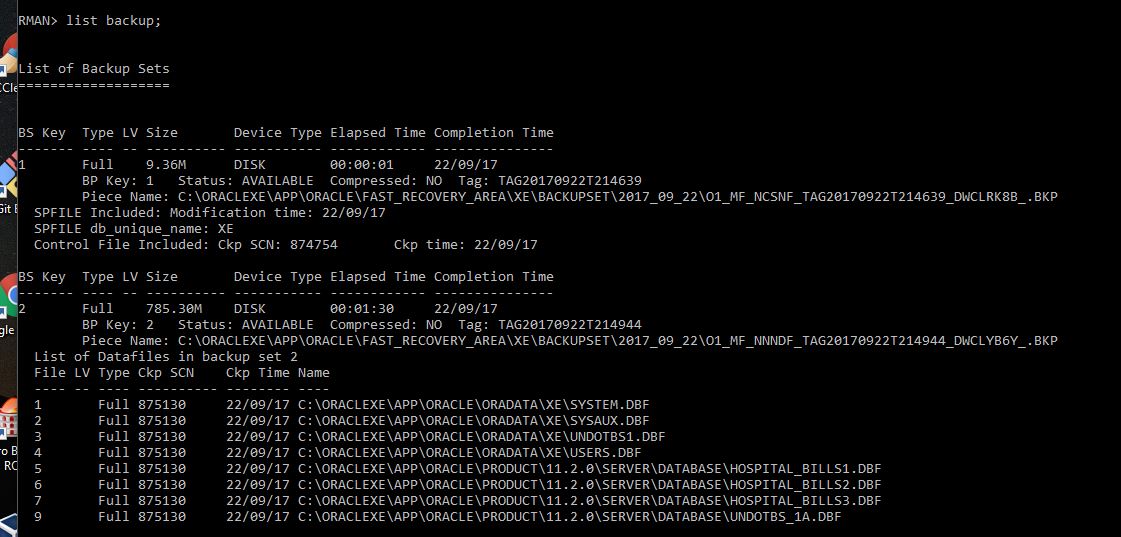 RMAN> list backup;
List of Backup Sets
===================
BS Key  Type LV Size       Device Type Elapsed Time Completion Time
------- ---- -- ---------- ----------- ------------ ---------------
1       Full    9.36M      DISK        00:00:01     22/09/17
        BP Key: 1   Status: AVAILABLE  Compressed: NO  Tag: TAG20170922T214639
        Piece Name: C:\ORACLEXE\APP\ORACLE\FAST_RECOVERY_AREA\XE\BACKUPSET\2017_09_22\O1_MF_NCSNF_TAG20170922T214639_DWCLRK8B_.BKP
  SPFILE Included: Modification time: 22/09/17
  SPFILE db_unique_name: XE
  Control File Included: Ckp SCN: 874754       Ckp time: 22/09/17
BS Key  Type LV Size       Device Type Elapsed Time Completion Time
------- ---- -- ---------- ----------- ------------ ---------------
2       Full    785.30M    DISK        00:01:30     22/09/17
        BP Key: 2   Status: AVAILABLE  Compressed: NO  Tag: TAG20170922T214944
        Piece Name: C:\ORACLEXE\APP\ORACLE\FAST_RECOVERY_AREA\XE\BACKUPSET\2017_09_22\O1_MF_NNNDF_TAG20170922T214944_DWCLYB6Y_.BKP
  List of Datafiles in backup set 2
  File LV Type Ckp SCN    Ckp Time Name
  ---- -- ---- ---------- -------- ----
  1       Full 875130     22/09/17 C:\ORACLEXE\APP\ORACLE\ORADATA\XE\SYSTEM.DBF
  2       Full 875130     22/09/17 C:\ORACLEXE\APP\ORACLE\ORADATA\XE\SYSAUX.DBF
  3       Full 875130     22/09/17 C:\ORACLEXE\APP\ORACLE\ORADATA\XE\UNDOTBS1.DBF
  4       Full 875130     22/09/17 C:\ORACLEXE\APP\ORACLE\ORADATA\XE\USERS.DBF
  5       Full 875130     22/09/17 C:\ORACLEXE\APP\ORACLE\PRODUCT\11.2.0\SERVER\DATABASE\HOSPITAL_BILLS1.DBF
  6       Full 875130     22/09/17 C:\ORACLEXE\APP\ORACLE\PRODUCT\11.2.0\SERVER\DATABASE\HOSPITAL_BILLS2.DBF
  7       Full 875130     22/09/17 C:\ORACLEXE\APP\ORACLE\PRODUCT\11.2.0\SERVER\DATABASE\HOSPITAL_BILLS3.DBF
  9       Full 875130     22/09/17 C:\ORACLEXE\APP\ORACLE\PRODUCT\11.2.0\SERVER\DATABASE\UNDOTBS_1A.DBF